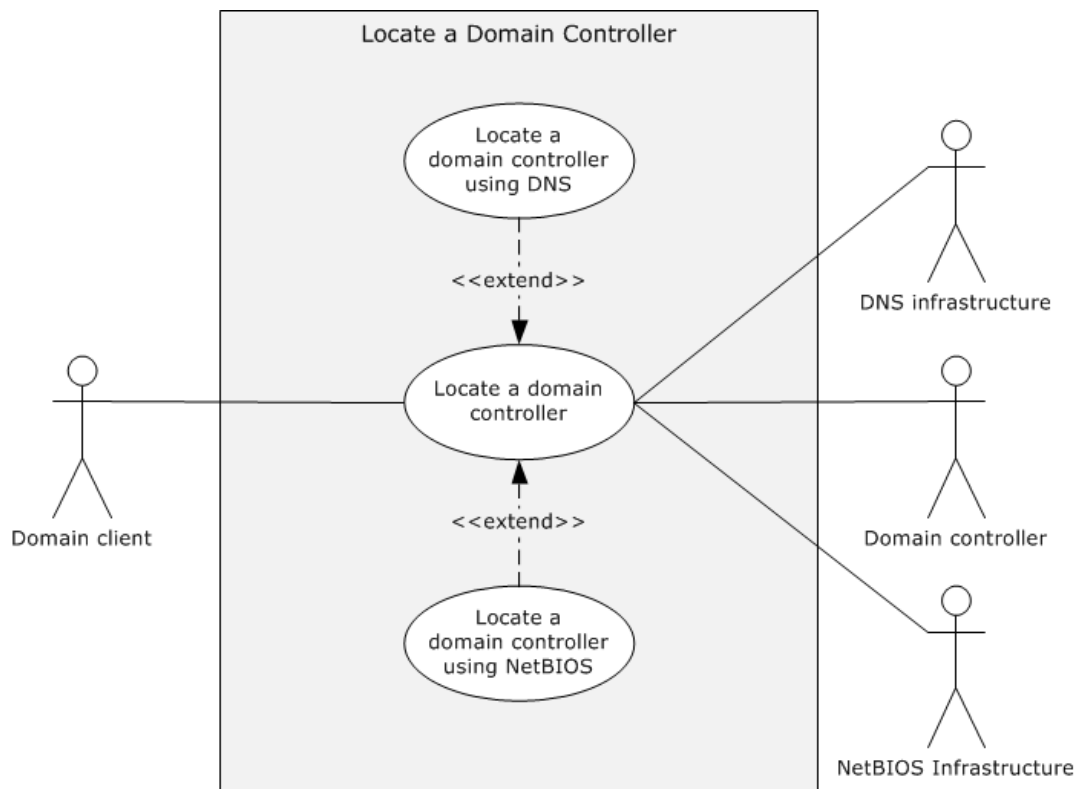 Locate a Domain Controller
Locate a
domain controller
using DNS
<<extend>>
DNS infrastructure
Locate a domain
controller
<<extend>>
Domain client
Domain controller
Locate a
domain controller
using NetBIOS
NetBIOS Infrastructure